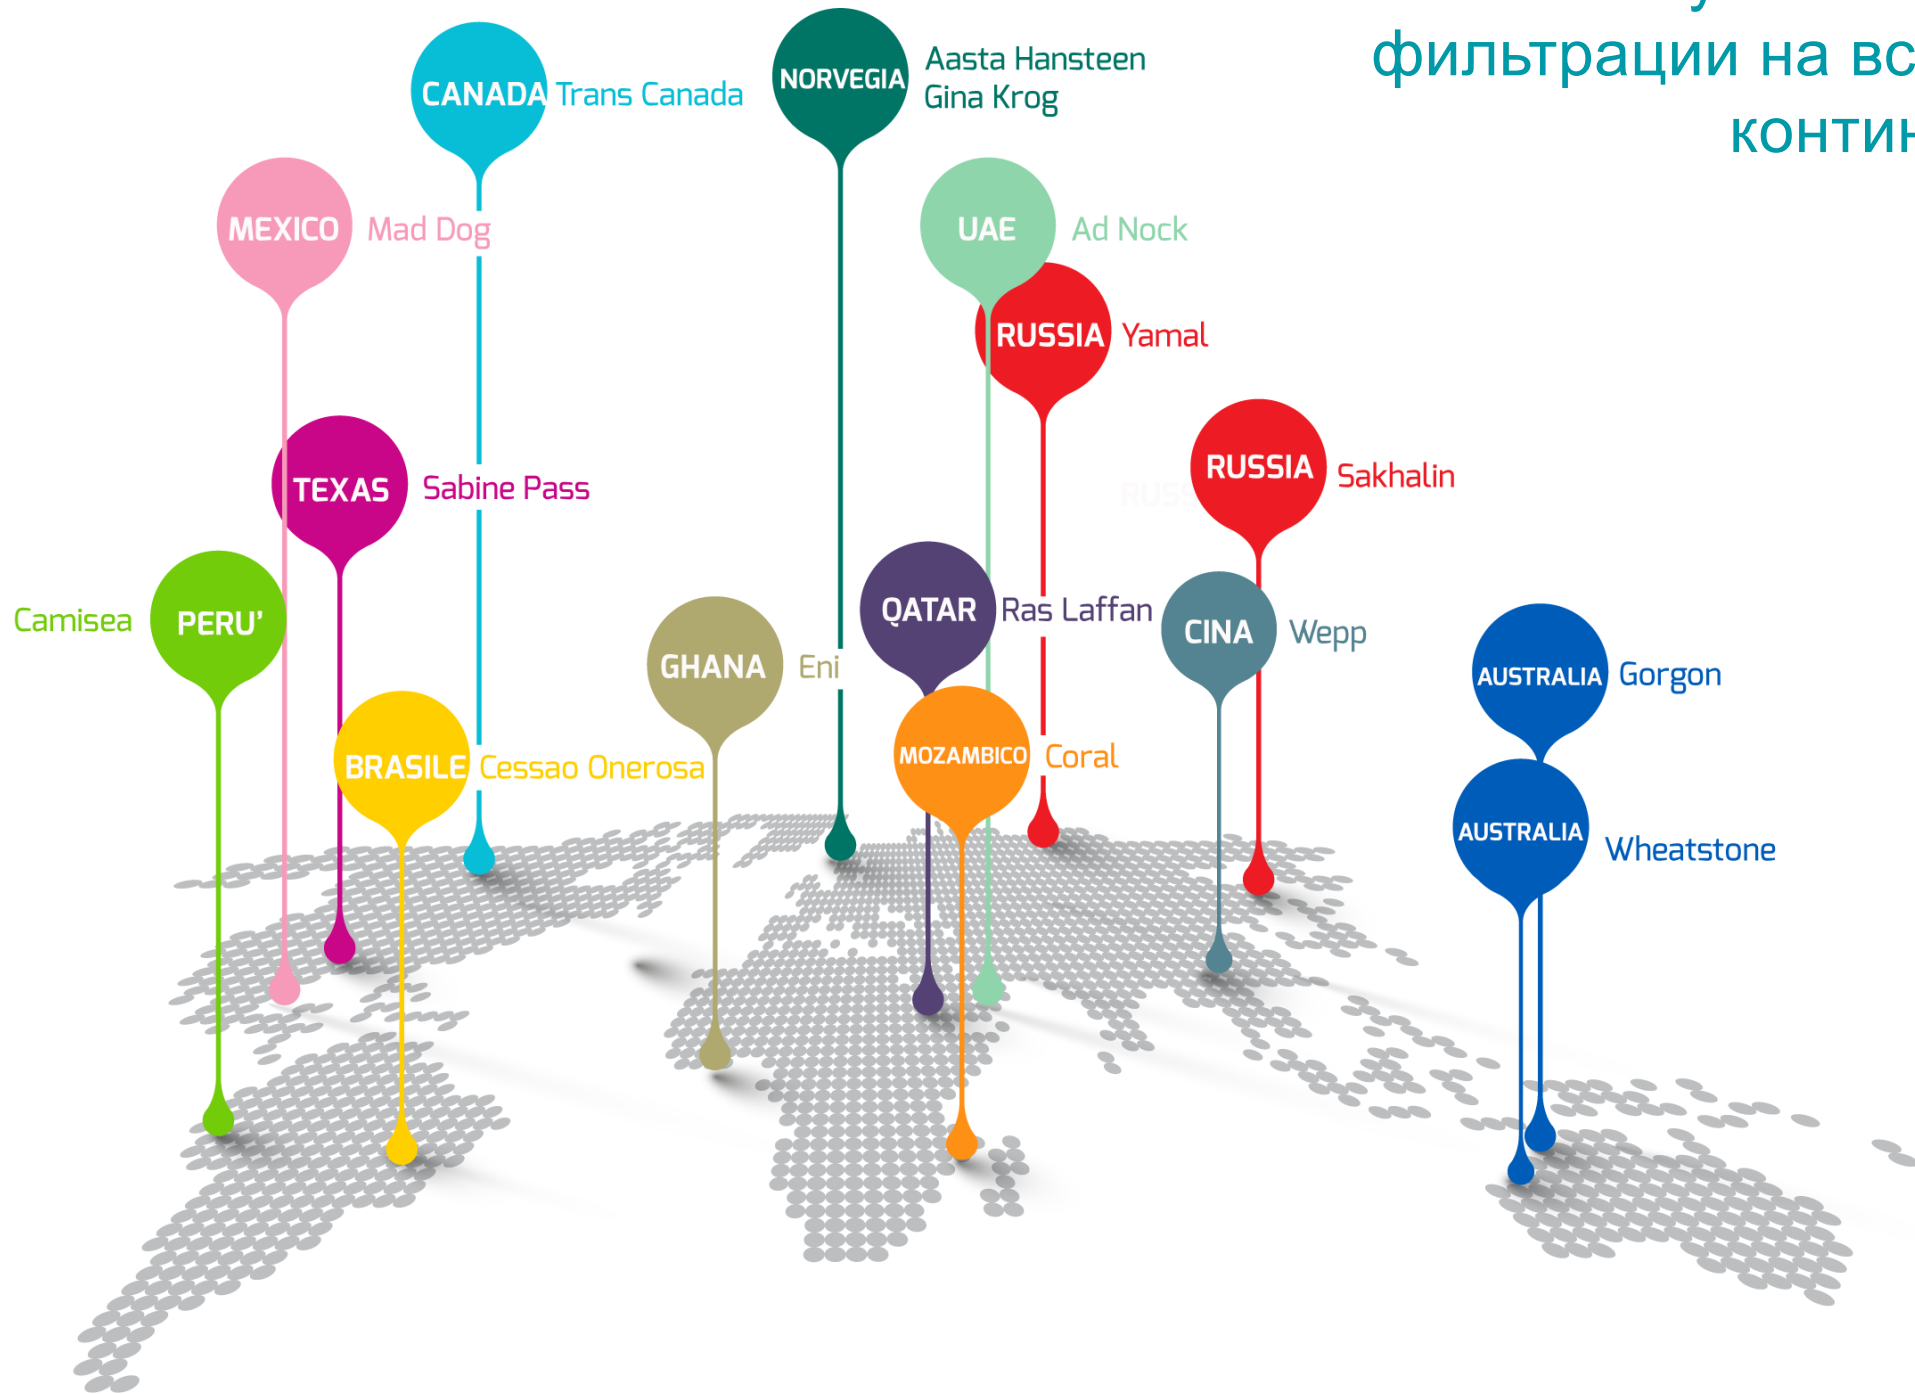 фильтрации на вс
контин
CANADA Trans Canada
NORVEGIA Aasta Hansteen
Gina Krog
MEXICO Mad Dog
UAE Ad Nock
RUSSIA Yamal
TEXAS Sabine Pass
RUSSIA Sakhalin
Camisea PERU’
GHANA Eni
QATAR Ras Laffan
CINA Wepp
AUSTRALIA Gorgon
BRASILE Cessao Onerosa
MOZAMBICO Coral
AUSTRALIA Wheatstone